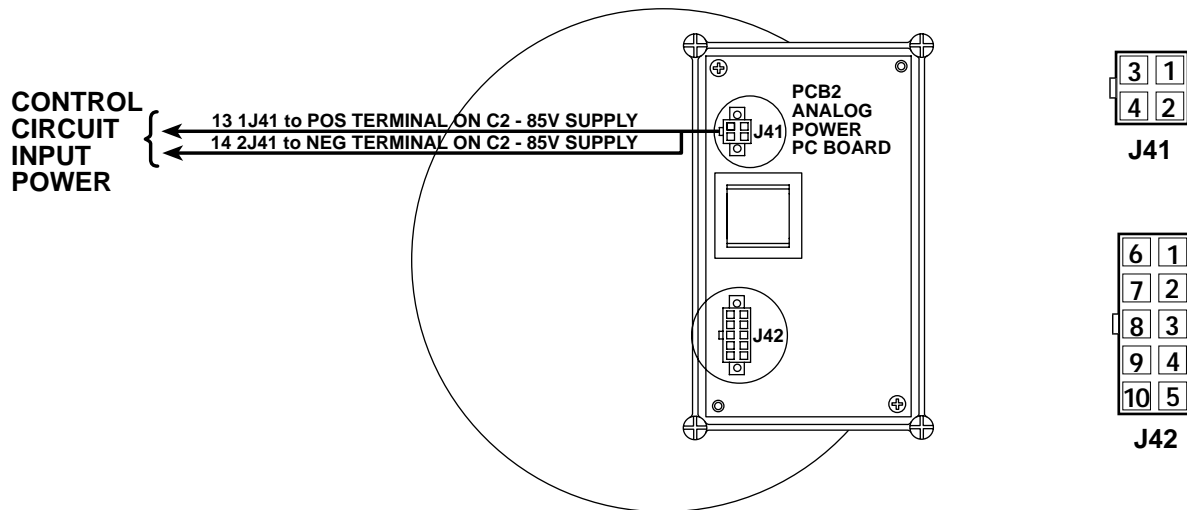 CONTROL
CIRCUIT
INPUT
POWER
13 1J41 to POS TERMINAL ON C2 - 85V SUPPLY
14 2J41 to NEG TERMINAL ON C2 - 85V SUPPLY
J41
PCB2
ANALOG
POWER
PC BOARD
J42
3 1
4 2
J41
6 1
7 2
8 3
9 4
10 5
J42